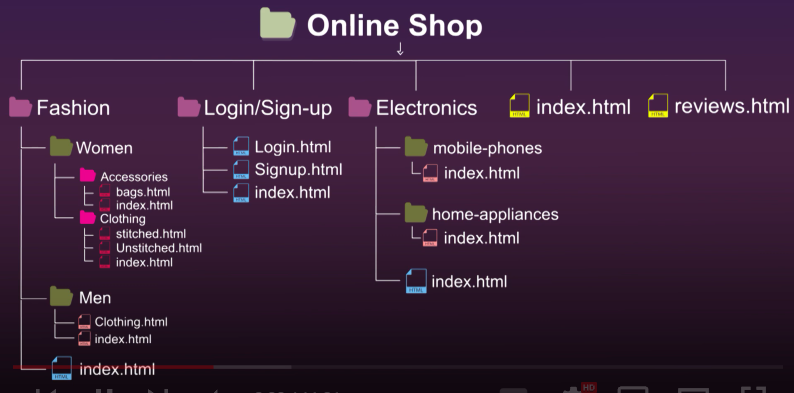 Online Shop
Fashion
Login/Sign-up
Electronics
index.html
reviews.html
Women
Accessories
bags.html
index.html
Clothing
stitched.html
Unstitched.html
index.html
Men
Clothing.html
index.html
index.html
Login.html
Signup.html
index.html
mobile-phones
index.html
home-appliances
index.html
index.html
HD